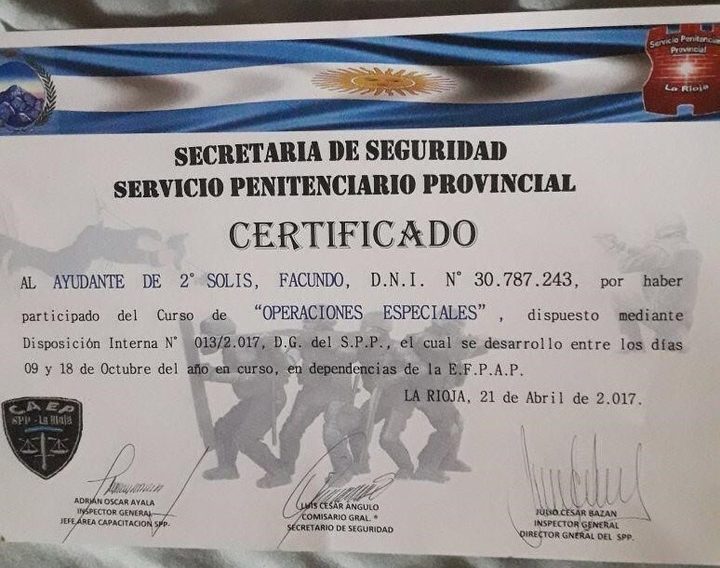 Servicio Penitenciario
Provincial
La Rioja
SECRETARIA DE SEGURIDAD
SERVICIO PENITENCIARIO PROVINCIAL
CERTIFICADO
AL AYUDANTE DE 2° SOLIS, FACUNDO, D.N.I. N° 30.787.243, por haber
participado del Curso de “OPERACIONES ESPECIALES” , dispuesto mediante
Disposición Interna N° 013/2.017, D.G. del S.P.P., el cual se desarrollo entre los días
09 y 18 de Octubre del año en curso, en dependencias de la E.F.P.A.P.
LA RIOJA, 21 de Abril de 2.017.
C.A.E.P
SPP - La Rioja
ADRIAN OSCAR AYALA
INSPECTOR GENERAL
JEFE AREA CAPACITACION SPP.
LUIS CESAR ANGULO
COMISARIO GRAL. ®
SECRETARIO DE SEGURIDAD
JULIO CESAR BAZAN
INSPECTOR GENERAL
DIRECTOR GNERAL DEL SPP.